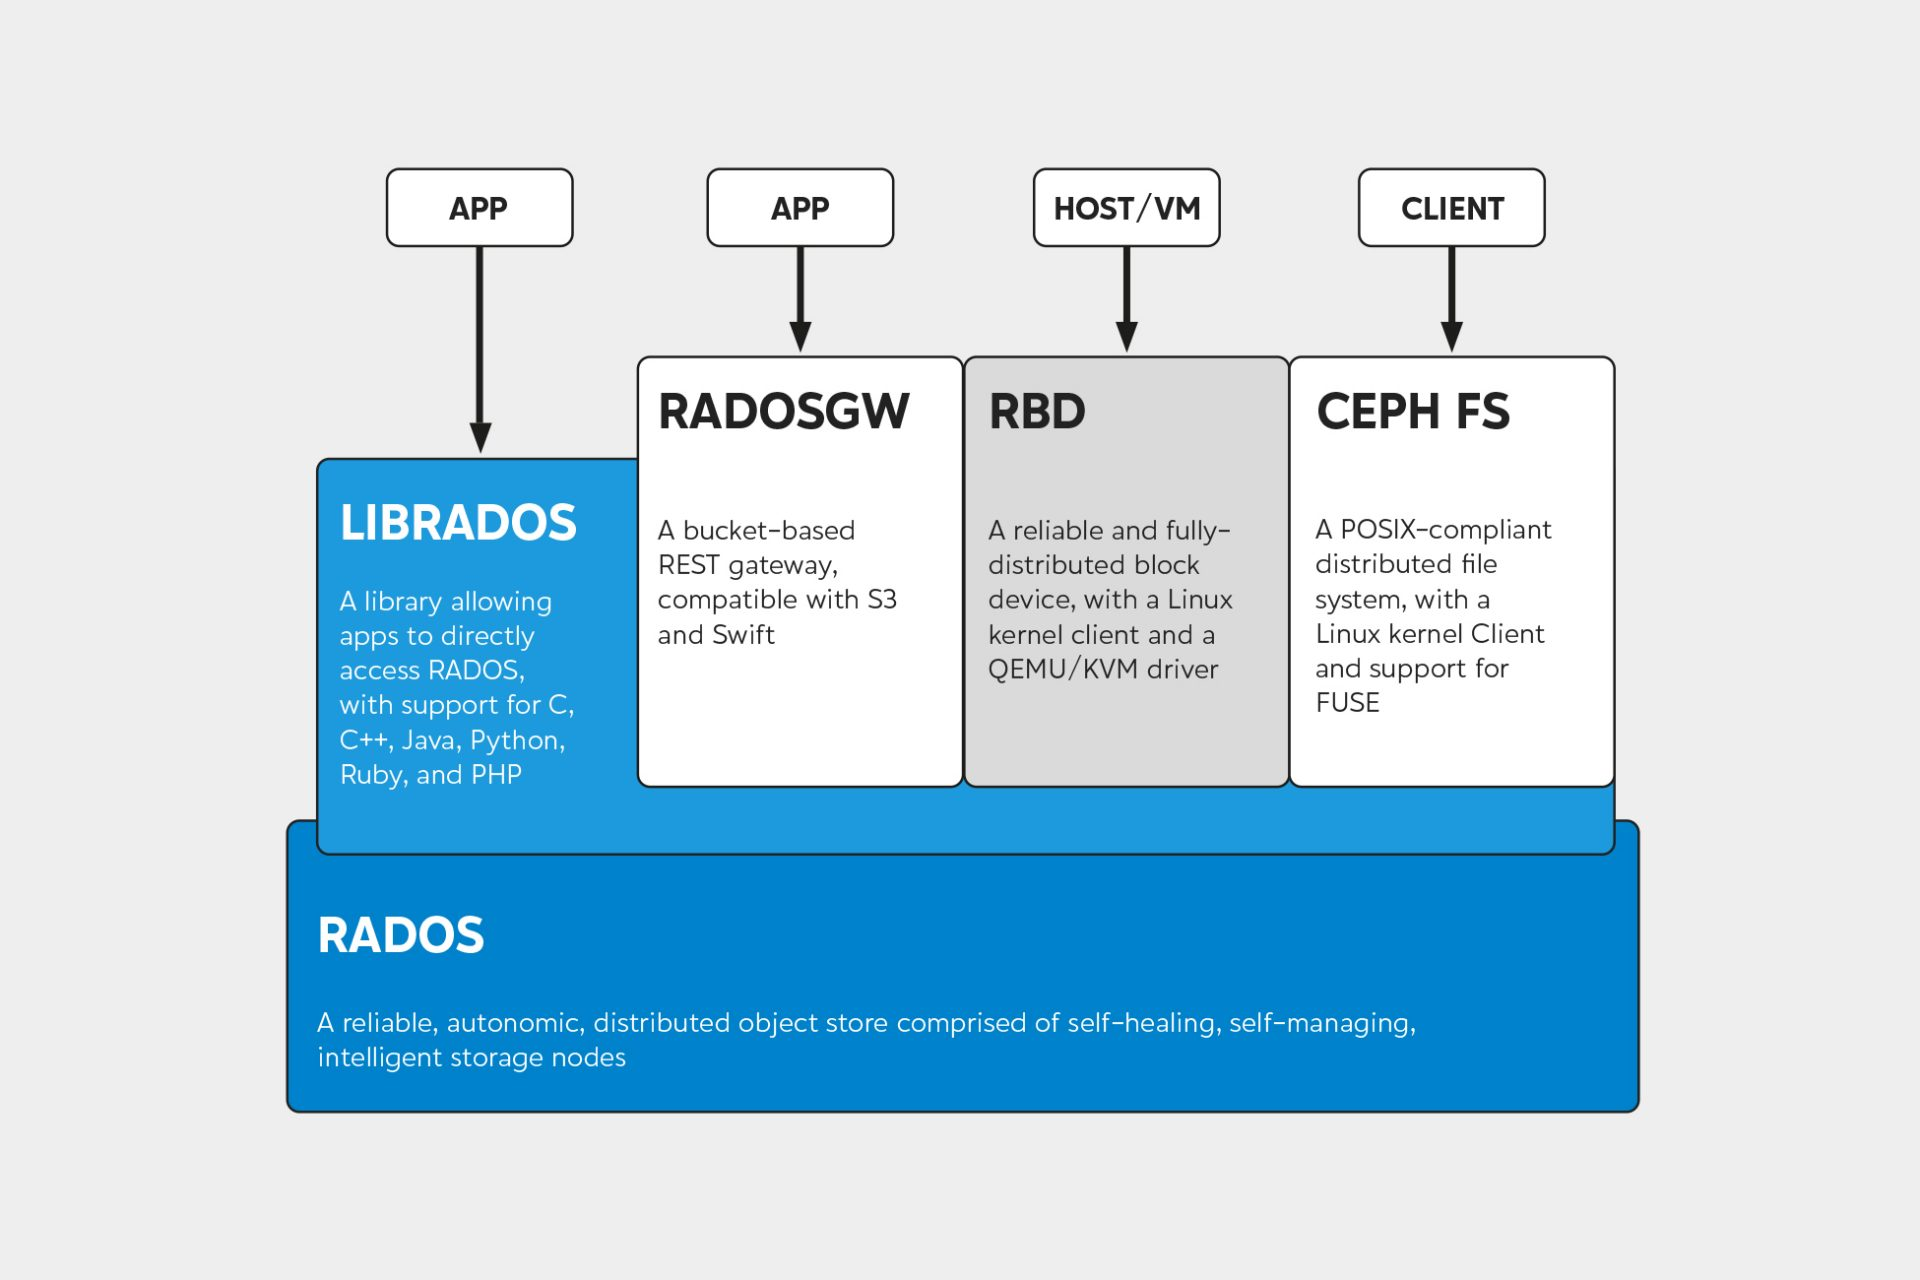 APP
APP
HOST/VM
CLIENT
LIBRADOS
A library allowing
apps to directly
access RADOS,
with support for C,
C++, Java, Python,
Ruby, and PHP
RADOSGW
A bucket-based
REST gateway,
compatible with S3
and Swift
RBD
A reliable and fully-
distributed block
device, with a Linux
kernel client and a
QEMU/KVM driver
CEPH FS
A POSIX-compliant
distributed file
system, with a
Linux kernel Client
and support for
FUSE
RADOS
A reliable, autonomic, distributed object store comprised of self-healing, self-managing,
intelligent storage nodes